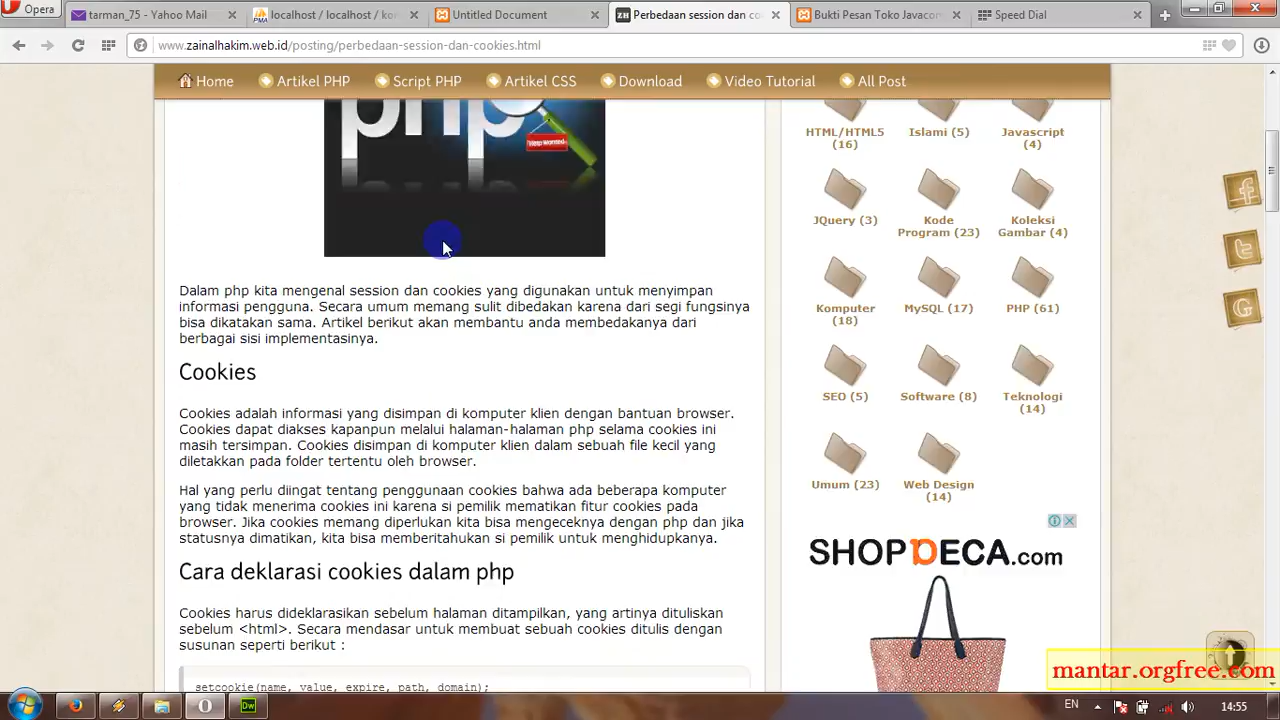 Opera
tarman_75 - Yahoo Mail
localhost / localhost / ko
Untitled Document
Perbedaan session dan co
Bukti Pesan Toko Javacor
Speed Dial
www.zainalhakim.web.id/posting/perbedaan-session-dan-cookies.html
Home
Artikel PHP
Script PHP
Artikel CSS
Download
Video Tutorial
All Post
php
Dalam php kita mengenal session dan cookies yang digunakan untuk menyimpan
informasi pengguna. Secara umum memang sulit dibedakan karena dari segi fungsinya
bisa dikatakan sama. Artikel berikut akan membantu anda membedakanya dari
berbagai sisi implementasinya.
Cookies
Cookies adalah informasi yang disimpan di komputer klien dengan bantuan browser.
Cookies dapat diakses kapanpun melalui halaman-halaman php selama cookies ini
masih tersimpan. Cookies disimpan di komputer klien dalam sebuah file kecil yang
diletakkan pada folder tertentu oleh browser.
Hal yang perlu diingat tentang penggunaan cookies bahwa ada beberapa komputer
yang tidak menerima cookies ini karena si pemilik mematikan fitur cookies pada
browser. Jika cookies memang diperlukan kita bisa mengeceknya dengan php dan jika
statusnya dimatikan, kita bisa memberitahukan si pemilik untuk menghidupkanya.
Cara deklarasi cookies dalam php
Cookies harus dideklarasikan sebelum halaman ditampilkan, yang artinya dituliskan
sebelum <html>. Secara mendasar untuk membuat sebuah cookies ditulis dengan
susunan seperti berikut :
setcookie(name, value, expire, path, domain);
HTML/HTML5
(16)
Islami (5)
Javascript
(4)
JQuery (3)
Kode
Program (23)
Koleksi
Gambar (4)
Komputer
(18)
MySQL (17)
PHP (61)
SEO (5)
Software (8)
Teknologi
(14)
Umum (23)
Web Design
(14)
SHOPDECA.com
mantar.orgfree.com
EN
14:55